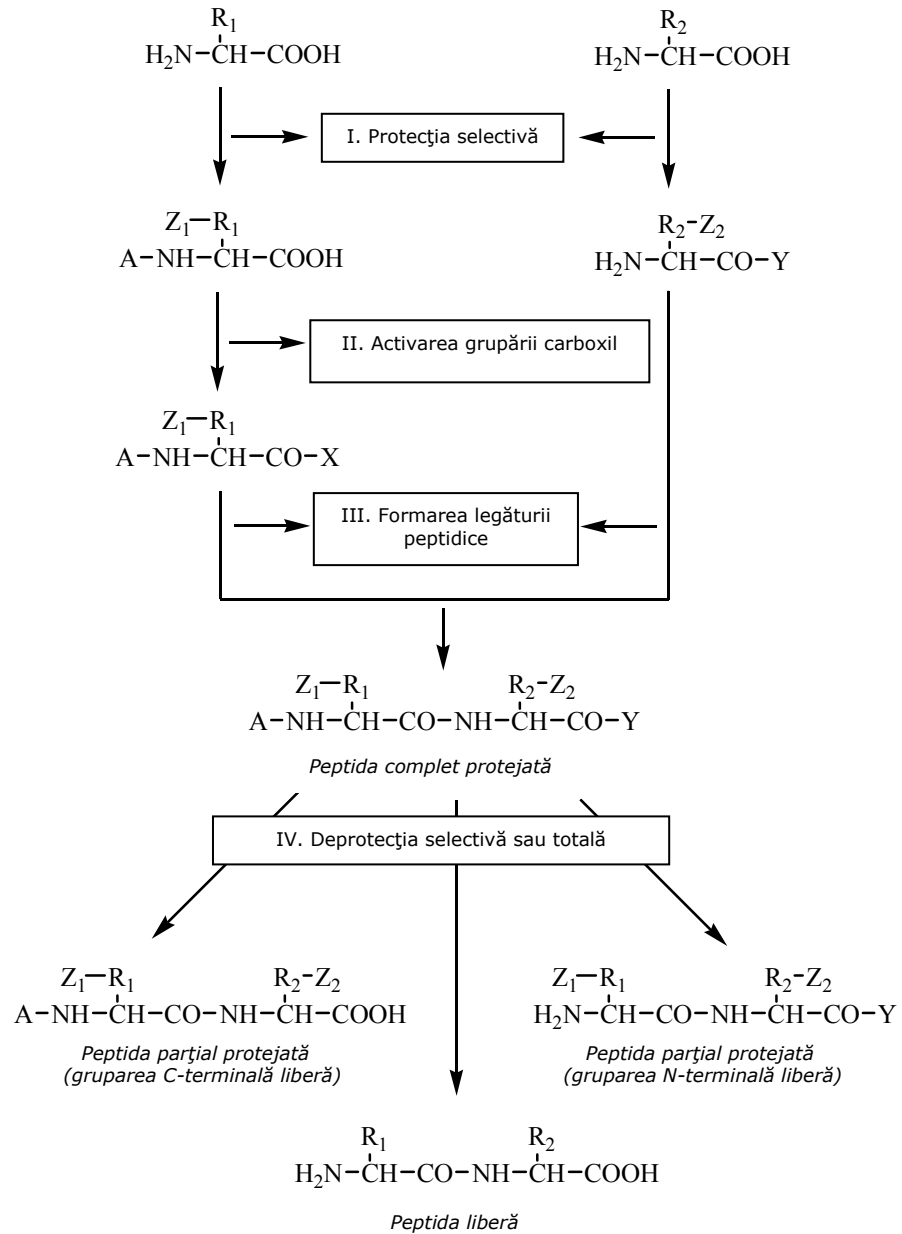 R1
H2N-CH-COOH
R2
H2N-CH-COOH
I. Protecţia selectivă
Z1-R1
A-NH-CH-COOH
R2-Z2
H2N-CH-CO-Y
II. Activarea grupării carboxil
Z1-R1
A-NH-CH-CO-X
III. Formarea legăturii
peptidice
Z1-R1 R2-Z2
A-NH-CH-CO-NH-CH-CO-Y
Peptida complet protejată
IV. Deprotecţia selectivă sau totală
Z1-R1 R2-Z2
A-NH-CH-CO-NH-CH-COOH
Peptida parţial protejată
(gruparea C-terminală liberă)
Z1-R1 R2-Z2
H2N-CH-CO-NH-CH-CO-Y
Peptida parţial protejată
(gruparea N-terminală liberă)
R1 R2
H2N-CH-CO-NH-CH-COOH
Peptida liberă